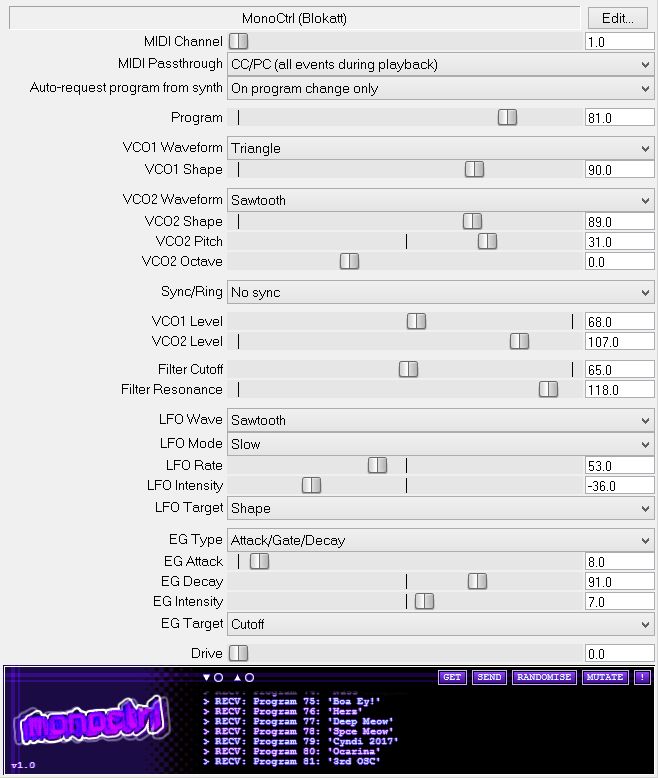 MonoCtrl (Blokatt)
Edit...
MIDI Channel 1.0
MIDI Passthrough CC/PC (all events during playback)
Auto-request program from synth On program change only
Program 81.0
VCO1 Waveform Triangle
VCO1 Shape 90.0
VCO2 Waveform Sawtooth
VCO2 Shape 89.0
VCO2 Pitch 31.0
VCO2 Octave 0.0
Sync/Ring No sync
VCO1 Level 68.0
VCO2 Level 107.0
Filter Cutoff 65.0
Filter Resonance 118.0
LFO Wave Sawtooth
LFO Mode Slow
LFO Rate 53.0
LFO Intensity -36.0
LFO Target Shape
EG Type Attack/Gate/Decay
EG Attack 8.0
EG Decay 91.0
EG Intensity 7.0
EG Target Cutoff
Drive 0.0
GET SEND RANDOMISE MUTATE !
monoctrl
v1.0
> RECV: Program 75: 'Boa Ey!'
> RECV: Program 76: 'Herz'
> RECV: Program 77: 'Deep Meow'
> RECV: Program 78: 'Spce Meow'
> RECV: Program 79: 'Cyndi 2017'
> RECV: Program 80: 'Ocarina'
> RECV: Program 81: '3rd OSC'